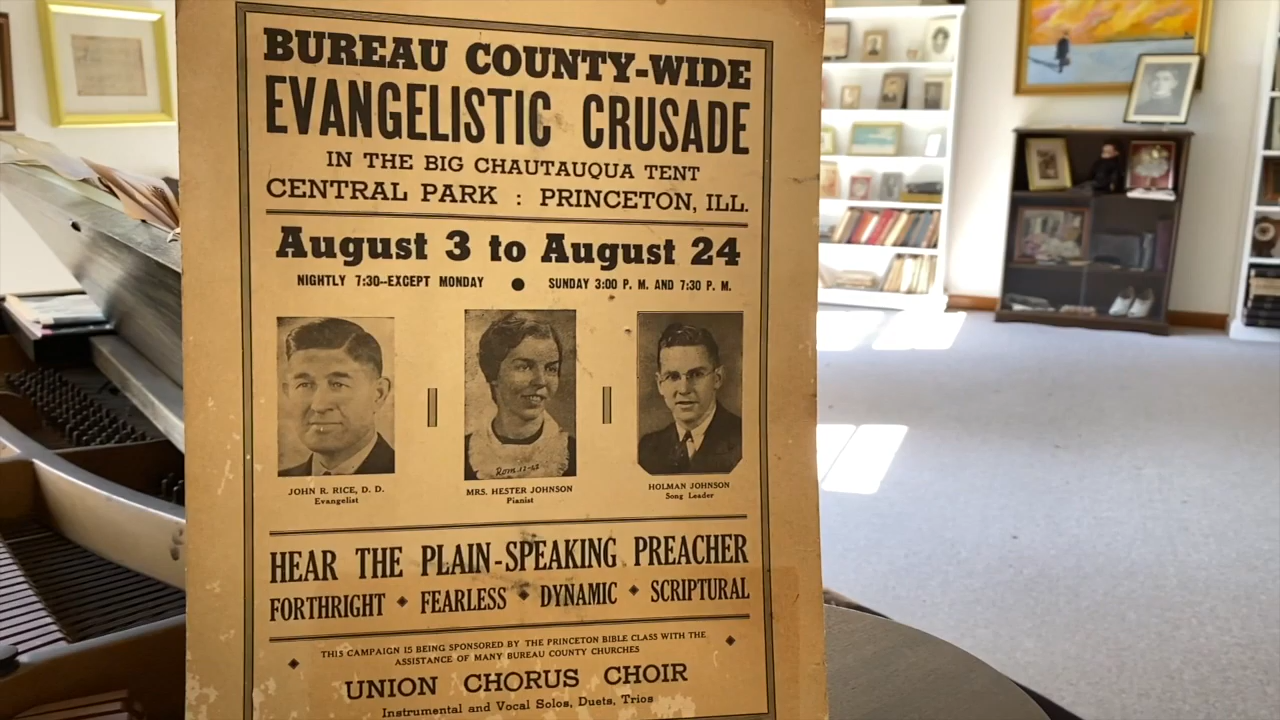 BUREAU COUNTY-WIDE
EVANGELISTIC CRUSADE
IN THE BIG CHAUTAUQUA TENT
CENTRAL PARK : PRINCETON, ILL.
August 3 to August 24
NIGHTLY 7:30--EXCEPT MONDAY ● SUNDAY 3:00 P. M. AND 7:30 P. M.
Rom. 12-12
JOHN R. RICE, D. D.
Evangelist
MRS. HESTER JOHNSON
Pianist
HOLMAN JOHNSON
Song Leader
HEAR THE PLAIN-SPEAKING PREACHER
FORTHRIGHT ◆ FEARLESS ◆ DYNAMIC ◆ SCRIPTURAL
THIS CAMPAIGN IS BEING SPONSORED BY THE PRINCETON BIBLE CLASS WITH THE
ASSISTANCE OF MANY BUREAU COUNTY CHURCHES
UNION CHORUS CHOIR
Instrumental and Vocal Solos, Duets, Trios